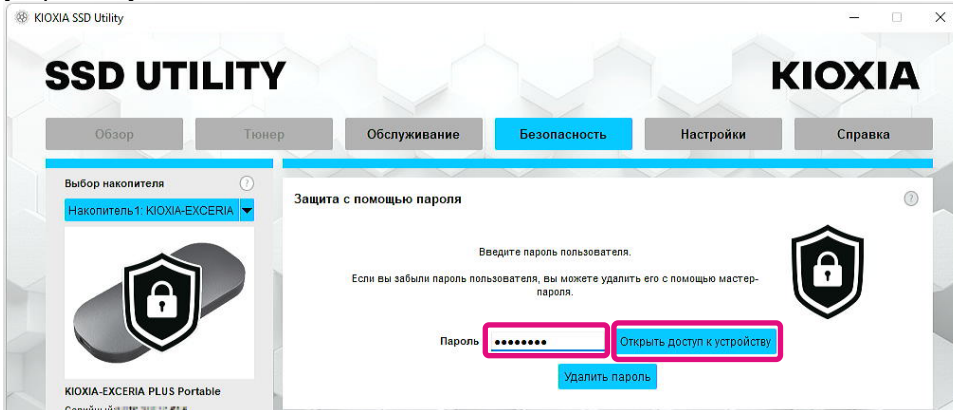 KIOXIA SSD Utility
SSD UTILITY
KIOXIA
Обзор
Тюнер
Обслуживание
Безопасность
Настройки
Справка
Выбор накопителя ?
Накопитель1: KIOXIA-EXCERIA
Защита с помощью пароля ?
Введите пароль пользователя.
Если вы забыли пароль пользователя, вы можете удалить его с помощью мастер-
пароля.
Пароль •••••••• Открыть доступ к устройству
Удалить пароль
KIOXIA-EXCERIA PLUS Portable